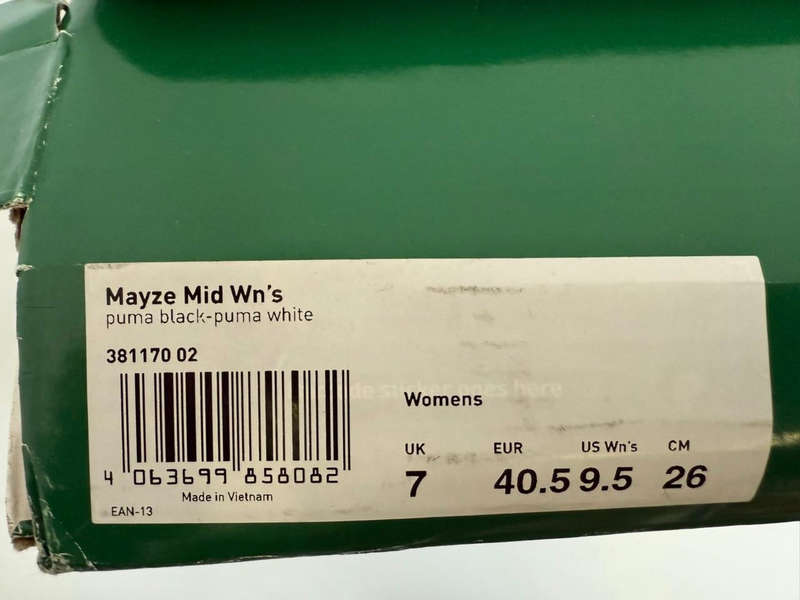 Mayze Mid Wn's
puma black-puma white
381170 02
de sticker goes here
Womens
UK EUR US Wn's CM
7 40.5 9.5 26
4 063699 858082
Made in Vietnam
EAN-13